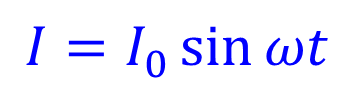 I = I₀ sin ωt